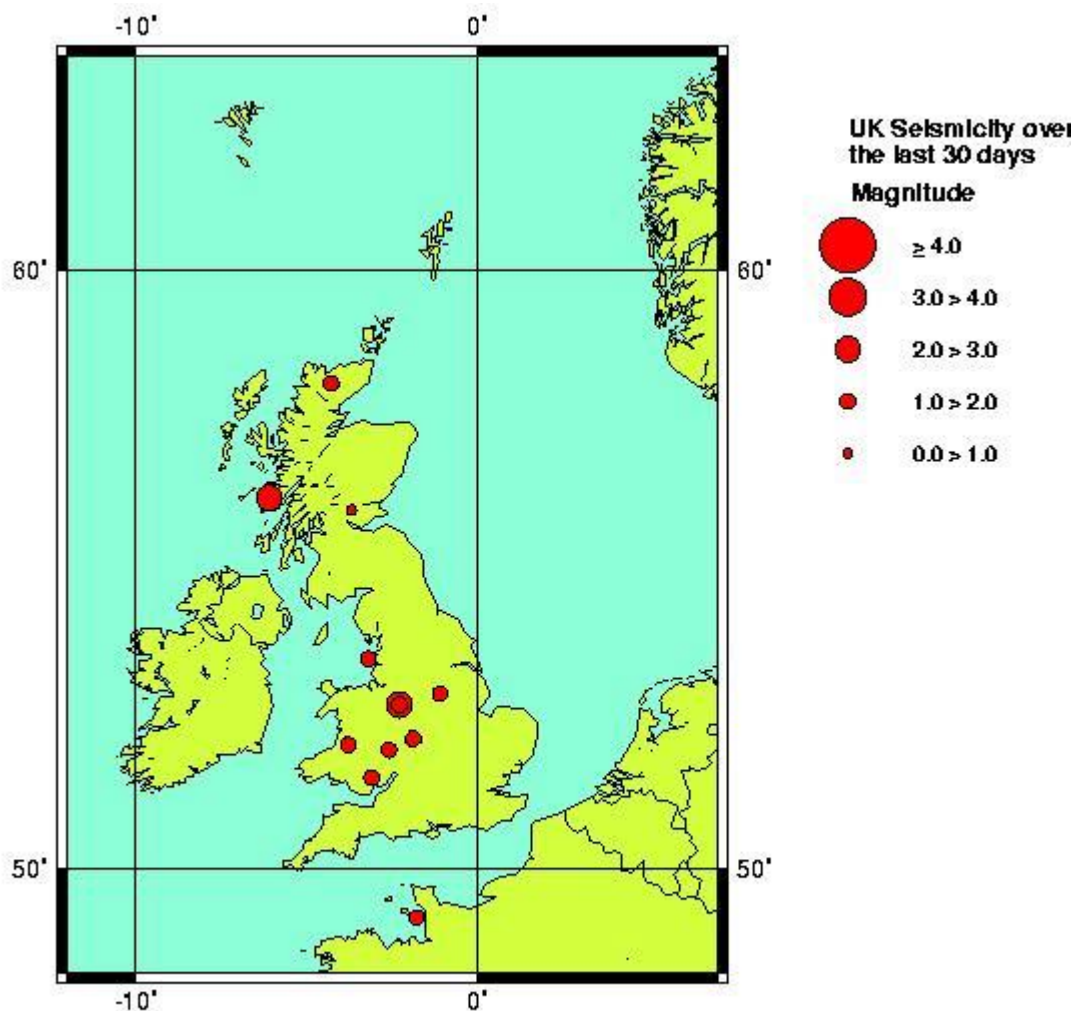 -10° 0°
UK Seismicity over
the last 30 days
Magnitude
≥ 4.0
60° 60°
3.0 > 4.0
2.0 > 3.0
1.0 > 2.0
0.0 > 1.0
50° 50°
-10° 0°